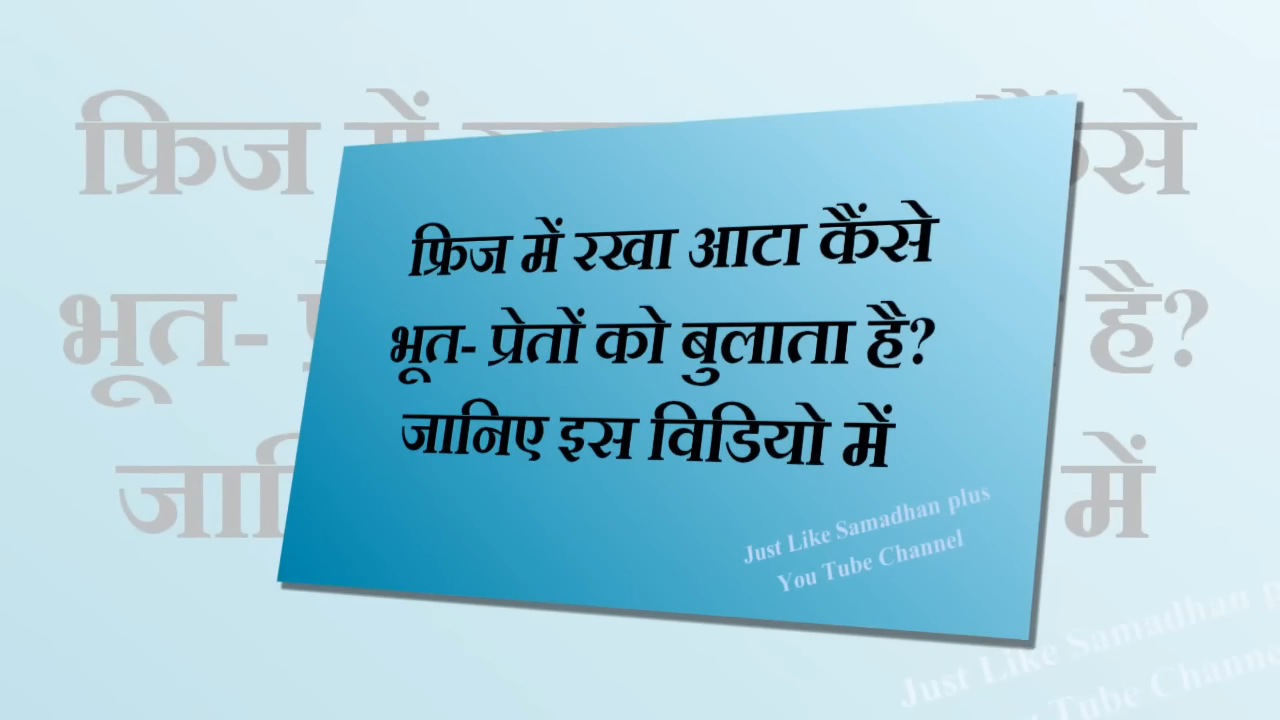 फ्रिज में रखा आटा कैंसे
भूत- प्रेतों को बुलाता है?
जानिए इस विडियो में
Just Like Samadhan plus
You Tube Channel